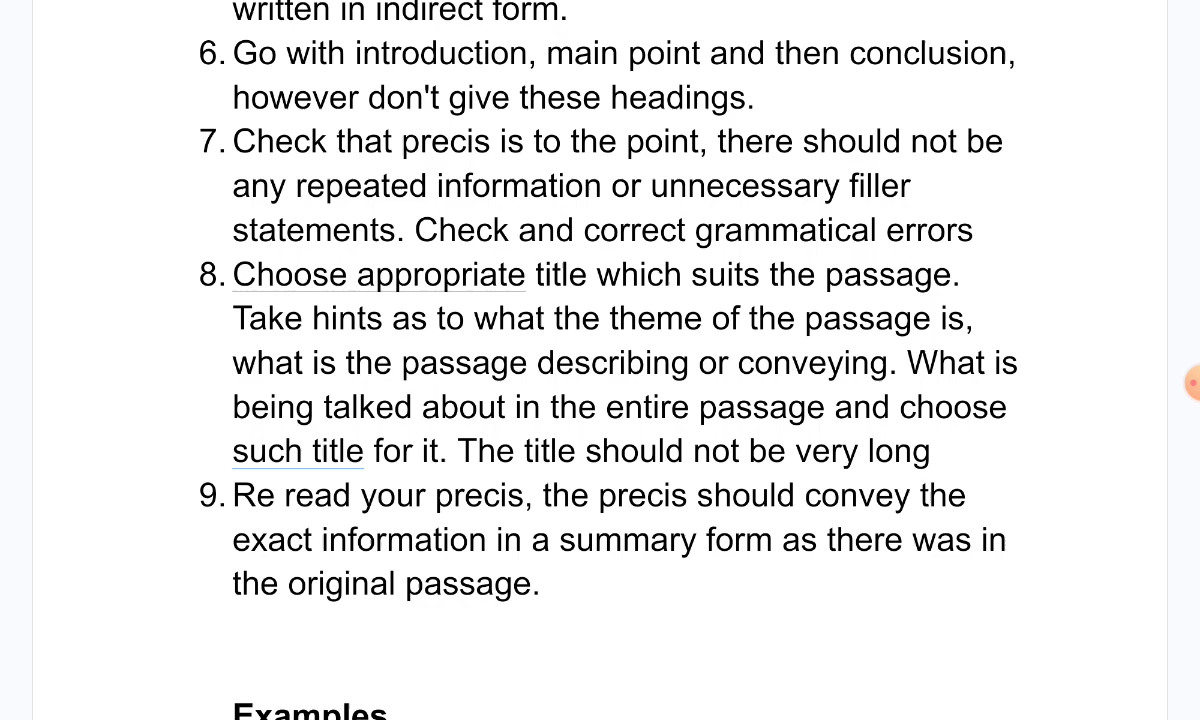 written in indirect form.
6. Go with introduction, main point and then conclusion,
however don't give these headings.
7. Check that precis is to the point, there should not be
any repeated information or unnecessary filler
statements. Check and correct grammatical errors
8. Choose appropriate title which suits the passage.
Take hints as to what the theme of the passage is,
what is the passage describing or conveying. What is
being talked about in the entire passage and choose
such title for it. The title should not be very long
9. Re read your precis, the precis should convey the
exact information in a summary form as there was in
the original passage.
Examples